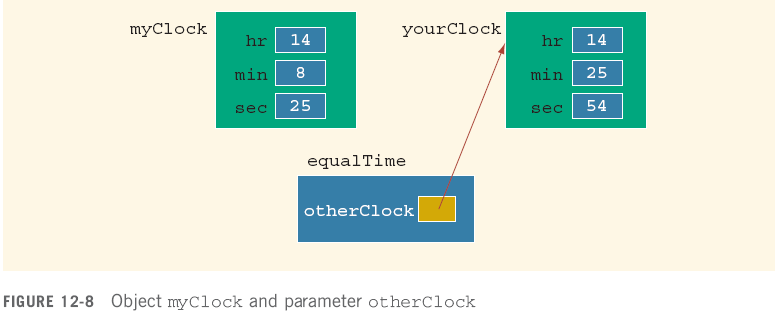 myClock
hr 14
min 8
sec 25
yourClock
hr 14
min 25
sec 54
equalTime
otherClock
FIGURE 12-8 Object myClock and parameter otherClock